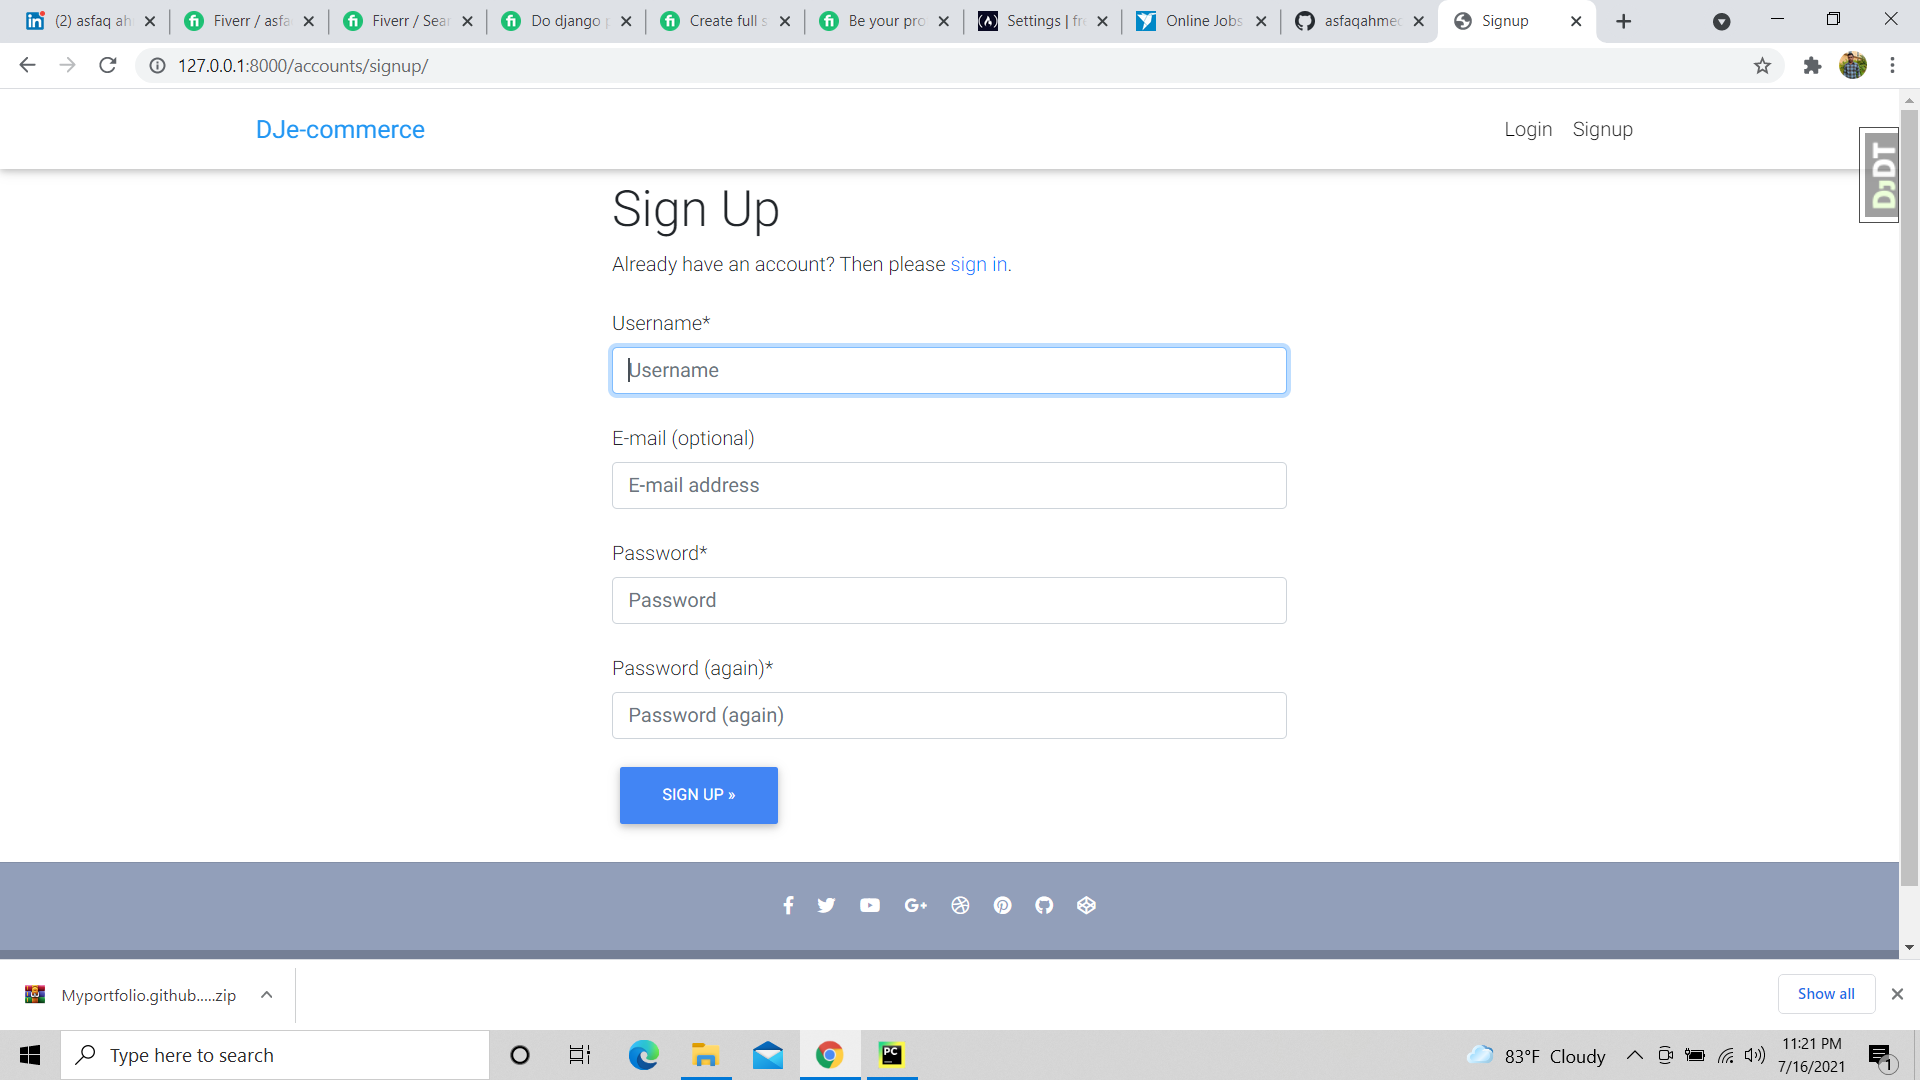 (2) asfaq ah
Fiverr / asfa
Fiverr / Sear
Do django p
Create full s
Be your pro
Settings | fre
Online Jobs
asfaqahmed
Signup
127.0.0.1:8000/accounts/signup/
DJe-commerce
Login
Signup
DJDT
Sign Up
Already have an account? Then please sign in.
Username*
Username
E-mail (optional)
E-mail address
Password*
Password
Password (again)*
Password (again)
SIGN UP »
Myportfolio.github.....zip
Show all
Type here to search
PC
83°F Cloudy
11:21 PM
7/16/2021
1